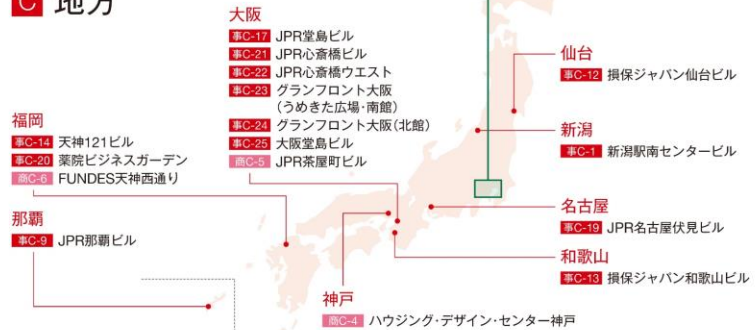 C 地方
大阪
事C-17 JPR堂島ビル
事C-21 JPR心斎橋ビル
事C-22 JPR心斎橋ウエスト
事C-23 グランフロント大阪
（うめきた広場・南館）
事C-24 グランフロント大阪（北館）
事C-25 大阪堂島ビル
商C-5 JPR茶屋町ビル
福岡
事C-14 天神121ビル
事C-20 薬院ビジネスガーデン
商C-6 FUNDES天神西通り
那覇
事C-9 JPR那覇ビル
神戸
商C-4 ハウジング・デザイン・センター神戸
仙台
事C-12 損保ジャパン仙台ビル
新潟
事C-1 新潟駅南センタービル
名古屋
事C-19 JPR名古屋伏見ビル
和歌山
事C-13 損保ジャパン和歌山ビル